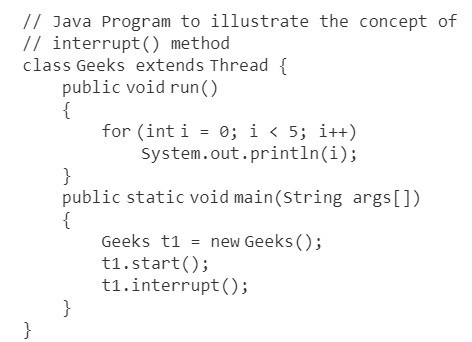 // Java Program to illustrate the concept of
// interrupt() method
class Geeks extends Thread {
    public void run()
    {
        for (int i = 0; i < 5; i++)
            System.out.println(i);
    }
    public static void main(String args[])
    {
        Geeks t1 = new Geeks();
        t1.start();
        t1.interrupt();
    }
}